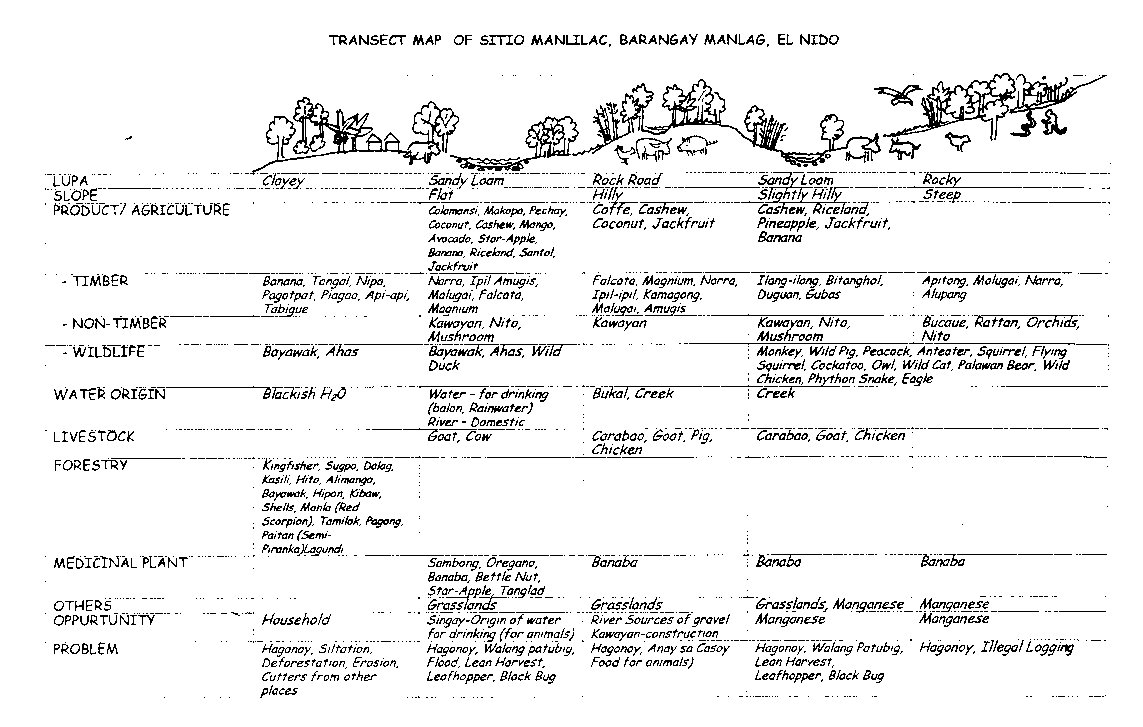 TRANSECT MAP OF SITIO MANLILAC, BARANGAY MANLAG, EL NIDO
LUPA Clayey Sandy Loam Rock Road Sandy Loam Rocky
SLOPE Flat Hilly Slightly Hilly Steep
PRODUCT/ AGRICULTURE Calamansi, Makopa, Pechay, Coffe, Cashew, Cashew, Riceland,
Coconut, Cashew, Mango, Coconut, Jackfruit Pineapple, Jackfruit,
Avocado, Star-Apple, Banana
Banana, Riceland, Santol,
Jackfruit
- TIMBER Banana, Tangal, Nipa, Narra, Ipil Amugis, Falcata, Magnium, Narra, Ilang-ilang, Bitanghol, Apitong, Malugai, Narra,
Pagatpat, Piagao, Api-api, Malugai, Falcata, Ipil-ipil, Kamagong, Duguan, Gubas Alupang
Tabigue Magnium Malugai, Amugis
- NON-TIMBER Kawayan, Nito, Kawayan Kawayan, Nito, Bucaue, Rattan, Orchids,
Mushroom Mushroom Nito
- WILDLIFE Bayawak, Ahas Bayawak, Ahas, Wild Monkey, Wild Pig, Peacock, Anteater, Squirrel, Flying
Duck Squirrel, Cockatoo, Owl, Wild Cat, Palawan Bear, Wild
Chicken, Phython Snake, Eagle
WATER ORIGIN Blackish H₂O Water - for drinking Bukal, Creek Creek
(balon, Rainwater)
River - Domestic
LIVESTOCK Goat, Cow Carabao, Goat, Pig, Carabao, Goat, Chicken
Chicken
FORESTRY Kingfisher, Sugpo, Dalag,
Kasili, Hito, Alimango,
Bayawak, Hipon, Kibaw,
Shells, Manla (Red
Scorpion), Tamilok, Pagong,
Paitan (Semi-
Piranka)Lagundi
MEDICINAL PLANT Sambong, Oregano, Banaba Banaba Banaba
Banaba, Bettle Nut,
Star-Apple, Tanglad
OTHERS Grasslands Grasslands Grasslands, Manganese Manganese
OPPURTUNITY Household Singay-Origin of water River Sources of gravel Manganese Manganese
for drinking (for animals) Kawayan-construction
PROBLEM Hagonoy, Siltation, Hagonoy, Walang patubig, Hagonoy, Anay sa Casoy Hagonoy, Walang Patubig, Hagonoy, Illegal Logging
Deforestation, Erosion, Flood, Lean Harvest, Food for animals) Lean Harvest,
Cutters from other Leafhopper, Black Bug Leafhopper, Black Bug
places